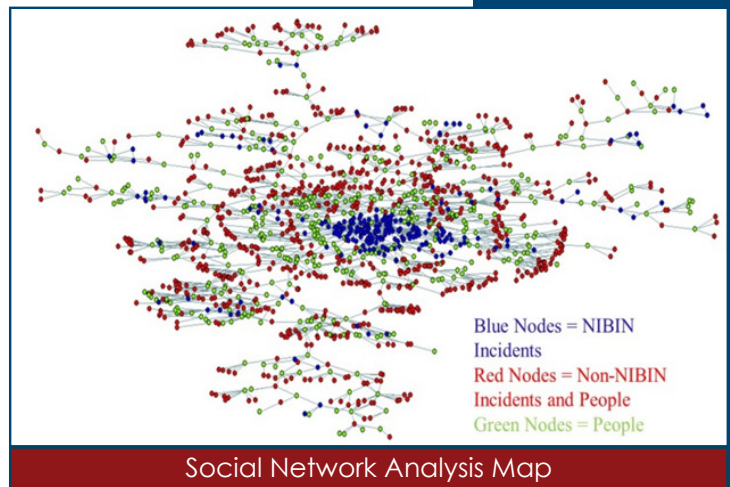 Blue Nodes = NIBIN
Incidents
Red Nodes = Non-NIBIN
Incidents and People
Green Nodes = People
Social Network Analysis Map